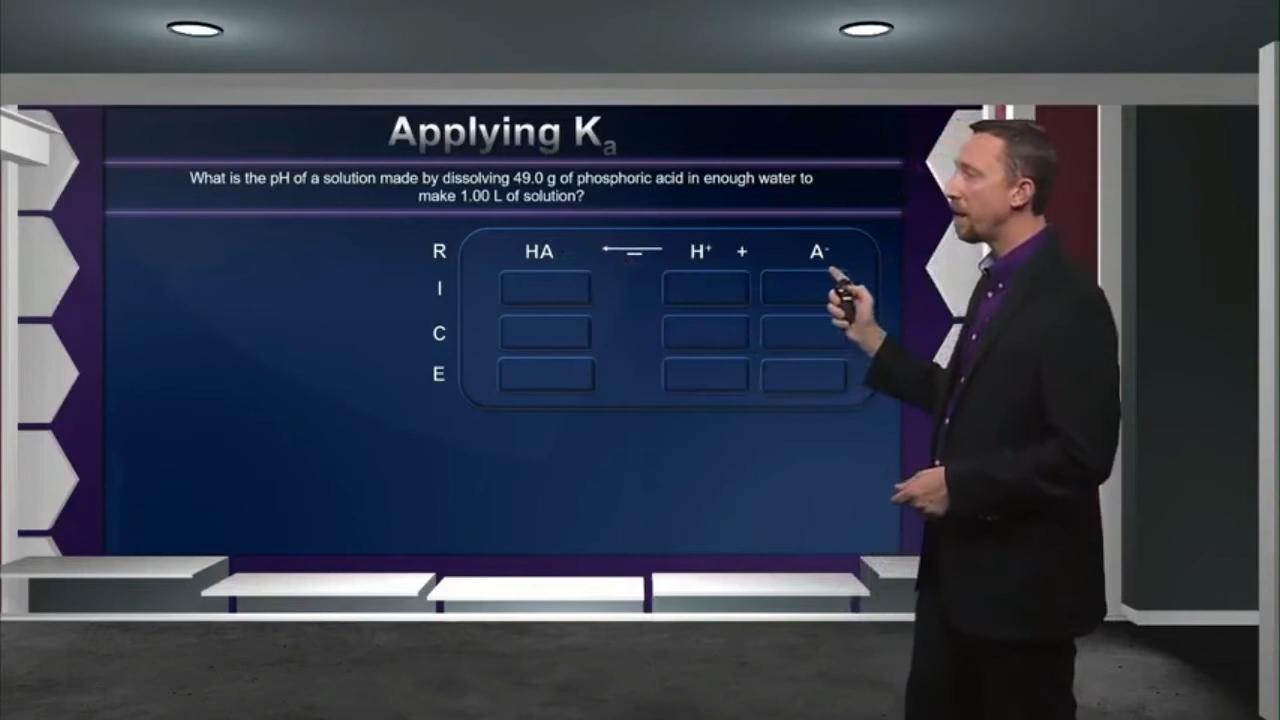 Applying Ka
What is the pH of a solution made by dissolving 49.0 g of phosphoric acid in enough water to
make 1.00 L of solution?
R HA H⁺ + A⁻
I
C
E